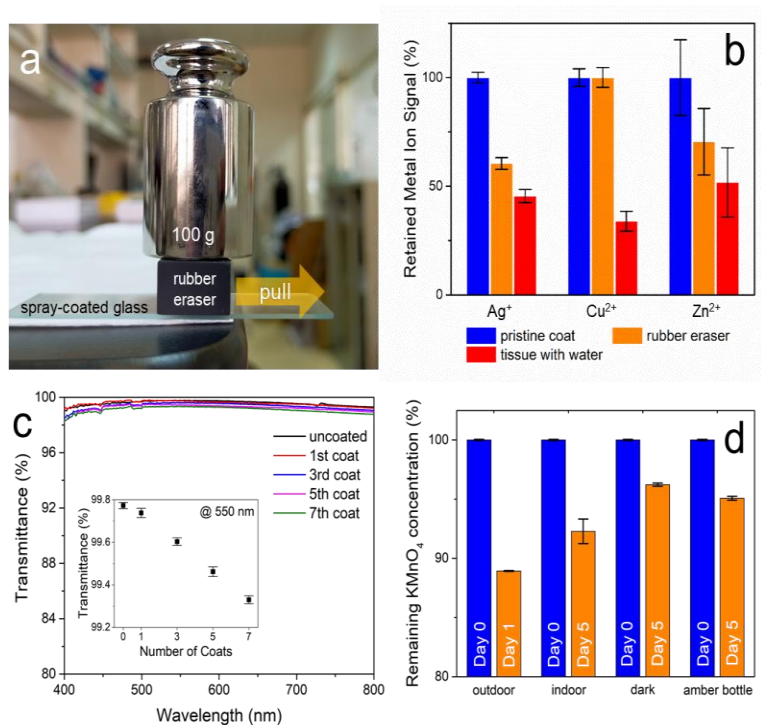 a
100 g
rubber
eraser
spray-coated glass
pull
b
Retained Metal Ion Signal (%)
100
50
0
Ag+
Cu2+
Zn2+
pristine coat
rubber eraser
tissue with water
c
Transmittance (%)
100
96
92
88
84
80
400
500
600
700
800
Wavelength (nm)
uncoated
1st coat
3rd coat
5th coat
7th coat
@ 550 nm
Transmittance (%)
99.8
99.6
99.4
99.2
0
1
3
5
7
Number of Coats
d
Remaining KMnO4 concentration (%)
100
90
80
Day 0
Day 1
Day 0
Day 5
Day 0
Day 5
Day 0
Day 5
outdoor
indoor
dark
amber bottle